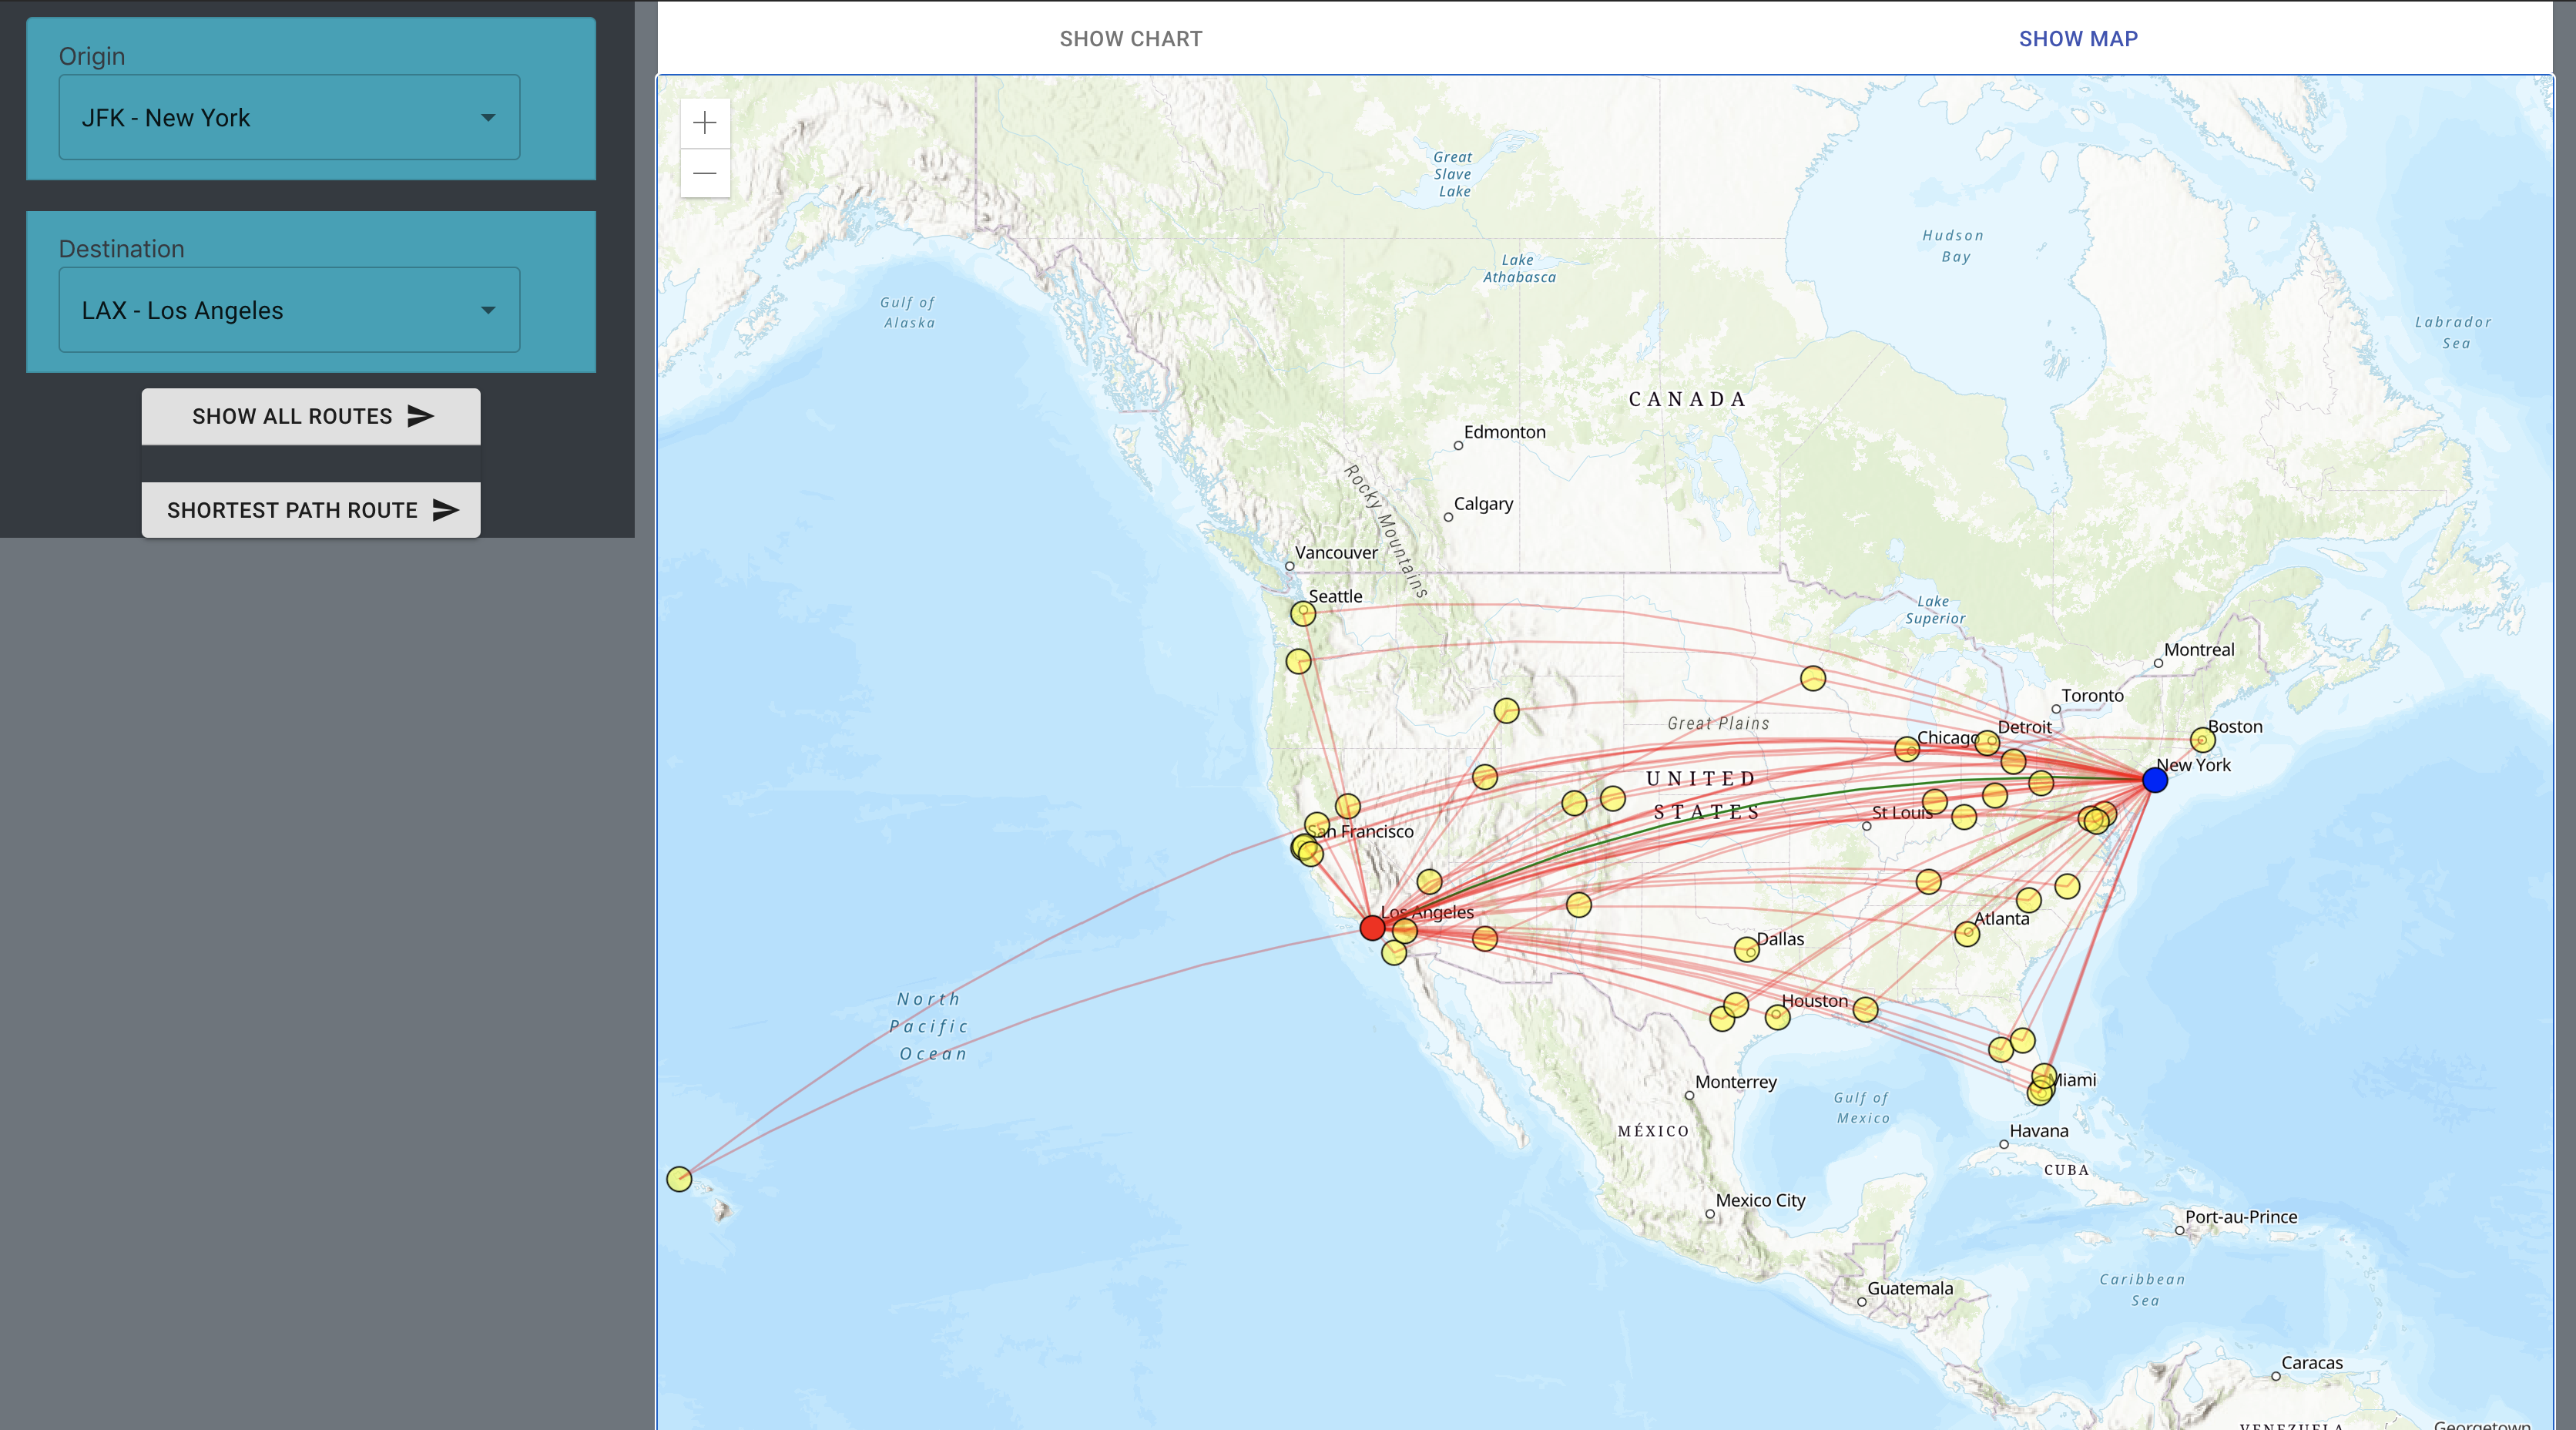 Origin
JFK - New York
Destination
LAX - Los Angeles
SHOW ALL ROUTES
SHORTEST PATH ROUTE
SHOW CHART
SHOW MAP
Great
Slave
Lake
Hudson
Bay
Lake
Athabasca
Gulf of
Alaska
Labrador
Sea
CANADA
Edmonton
Rocky Mountains
Calgary
Vancouver
Seattle
Lake
Superior
Montreal
Toronto
Great Plains
Detroit
Boston
Chicago
New York
UNITED
STATES
St Louis
San Francisco
Los Angeles
Atlanta
Dallas
North
Pacific
Ocean
Houston
Monterrey
Miami
Gulf of
Mexico
MÉXICO
Havana
CUBA
Mexico City
Port-au-Prince
Caribbean
Sea
Guatemala
Caracas
VENEZUELA
Georgetown